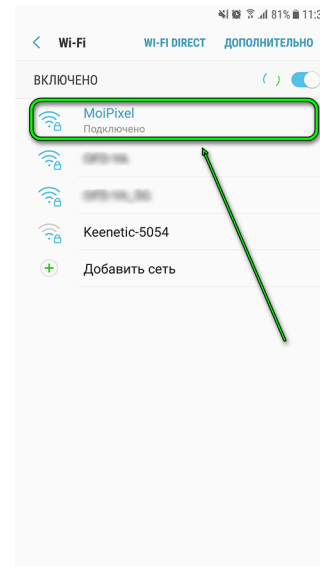 81% 11:3
Wi-Fi WI-FI DIRECT ДОПОЛНИТЕЛЬНО
ВКЛЮЧЕНО
MoiPixel
Подключено
Keenetic-5054
Добавить сеть